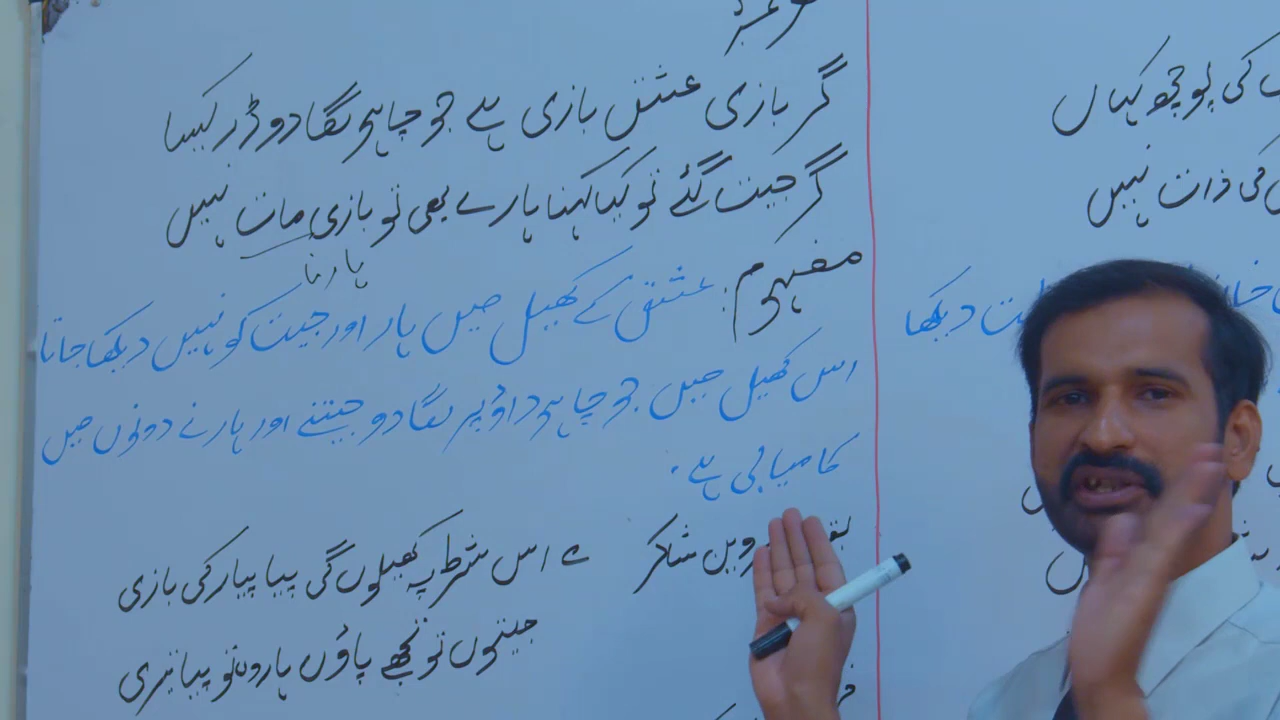 گر بازی عشق بازی ہے جو چاہو لگا دو ڈر کیسا
گر جیت گئے تو کیا کہنا ہارے بھی تو بازی مات نہیں
ہارنا
مفہوم: عشق کے کھیل میں ہار اور جیت کو نہیں دیکھا جاتا
اس کھیل میں جو چاہو داؤ پر لگا دو جیتنے اور ہارنے دونوں میں
کامیابی ہے۔
شاکر
اس شرط پہ کھیلوں گی پیا پیار کی بازی
جیتوں تو تجھے پاؤں ہاروں تو پیا تیری
کی پوچھ کہاں
کی ذات نہیں
دیکھا